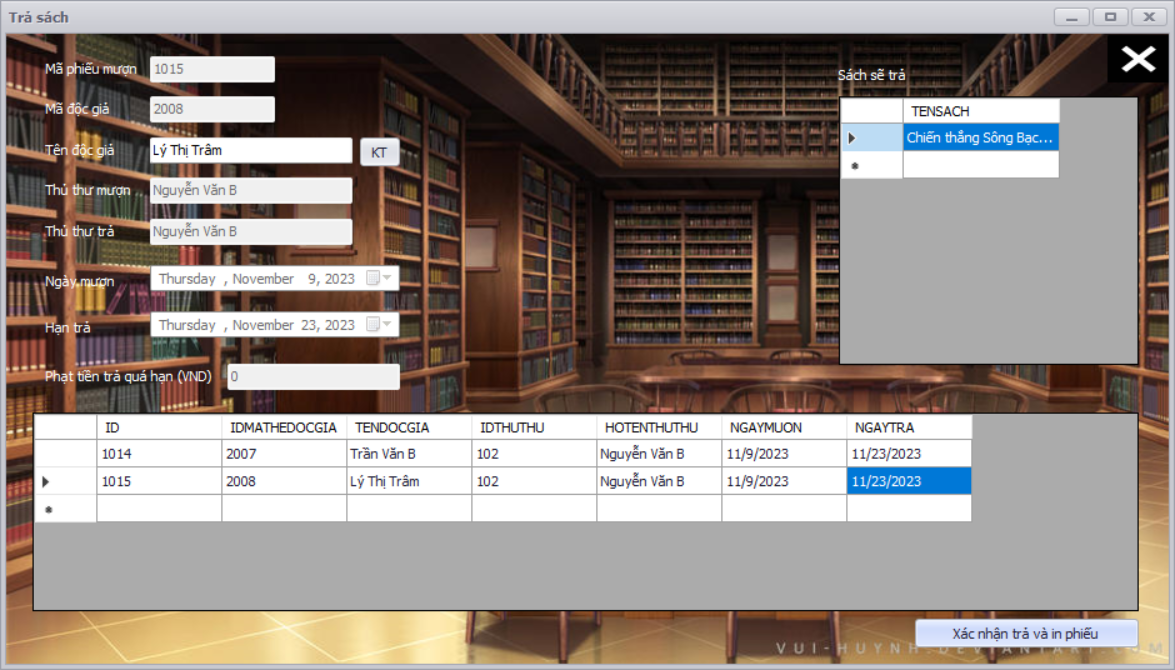 Trả sách
Mã phiếu mượn 1015
Sách sẽ trả
Mã độc giả 2008
TENSACH
Chiến thắng Sông Bạc...
Tên độc giả Lý Thị Trâm KT
Thủ thư mượn Nguyễn Văn B
Thủ thư trả Nguyễn Văn B
Ngày mượn Thursday , November 9, 2023
Hạn trả Thursday , November 23, 2023
Phạt tiền trả quá hạn (VND) 0
ID IDMATHEDOCGIA TENDOCGIA IDTHUTHU HOTENTHUTHU NGAYMUON NGAYTRA
1014 2007 Trần Văn B 102 Nguyễn Văn B 11/9/2023 11/23/2023
1015 2008 Lý Thị Trâm 102 Nguyễn Văn B 11/9/2023 11/23/2023
Xác nhận trả và in phiếu
VUI-HUYNH.DEVIANTART.COM